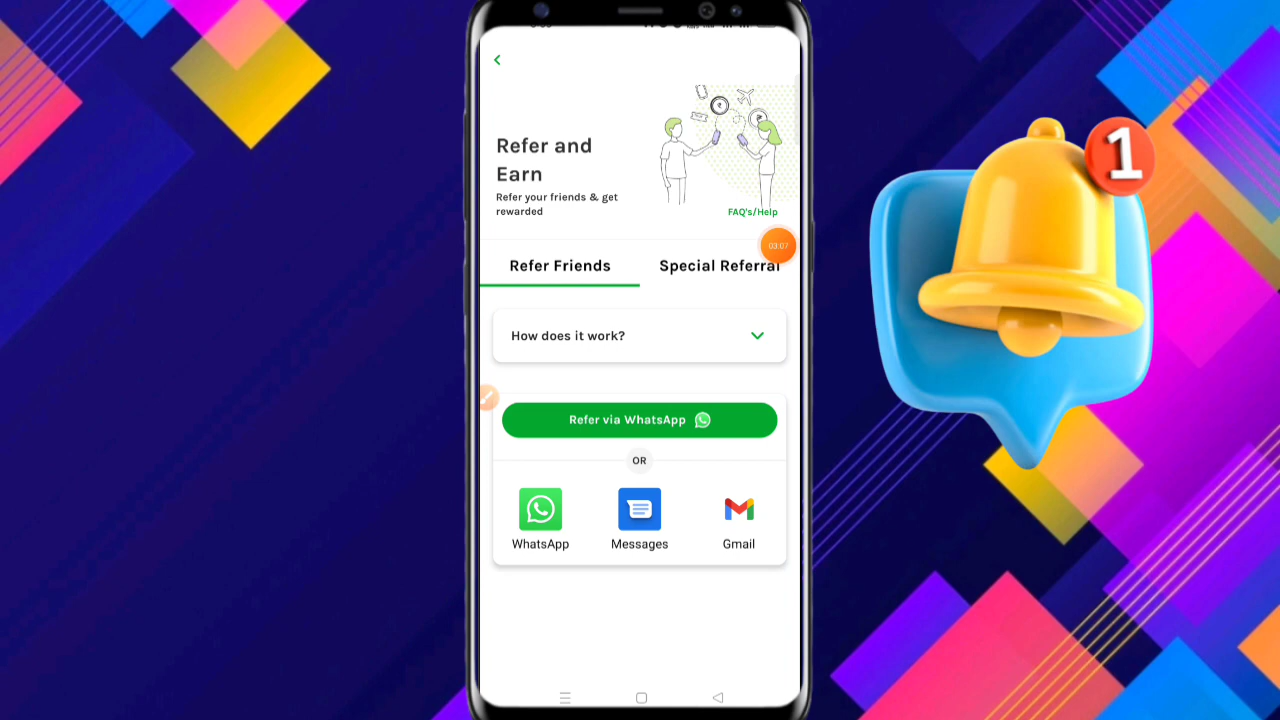 Refer and
Earn
Refer your friends & get
rewarded
FAQ's/Help
03:07
Refer Friends
Special Referral
How does it work?
Refer via WhatsApp
OR
WhatsApp
Messages
Gmail
1